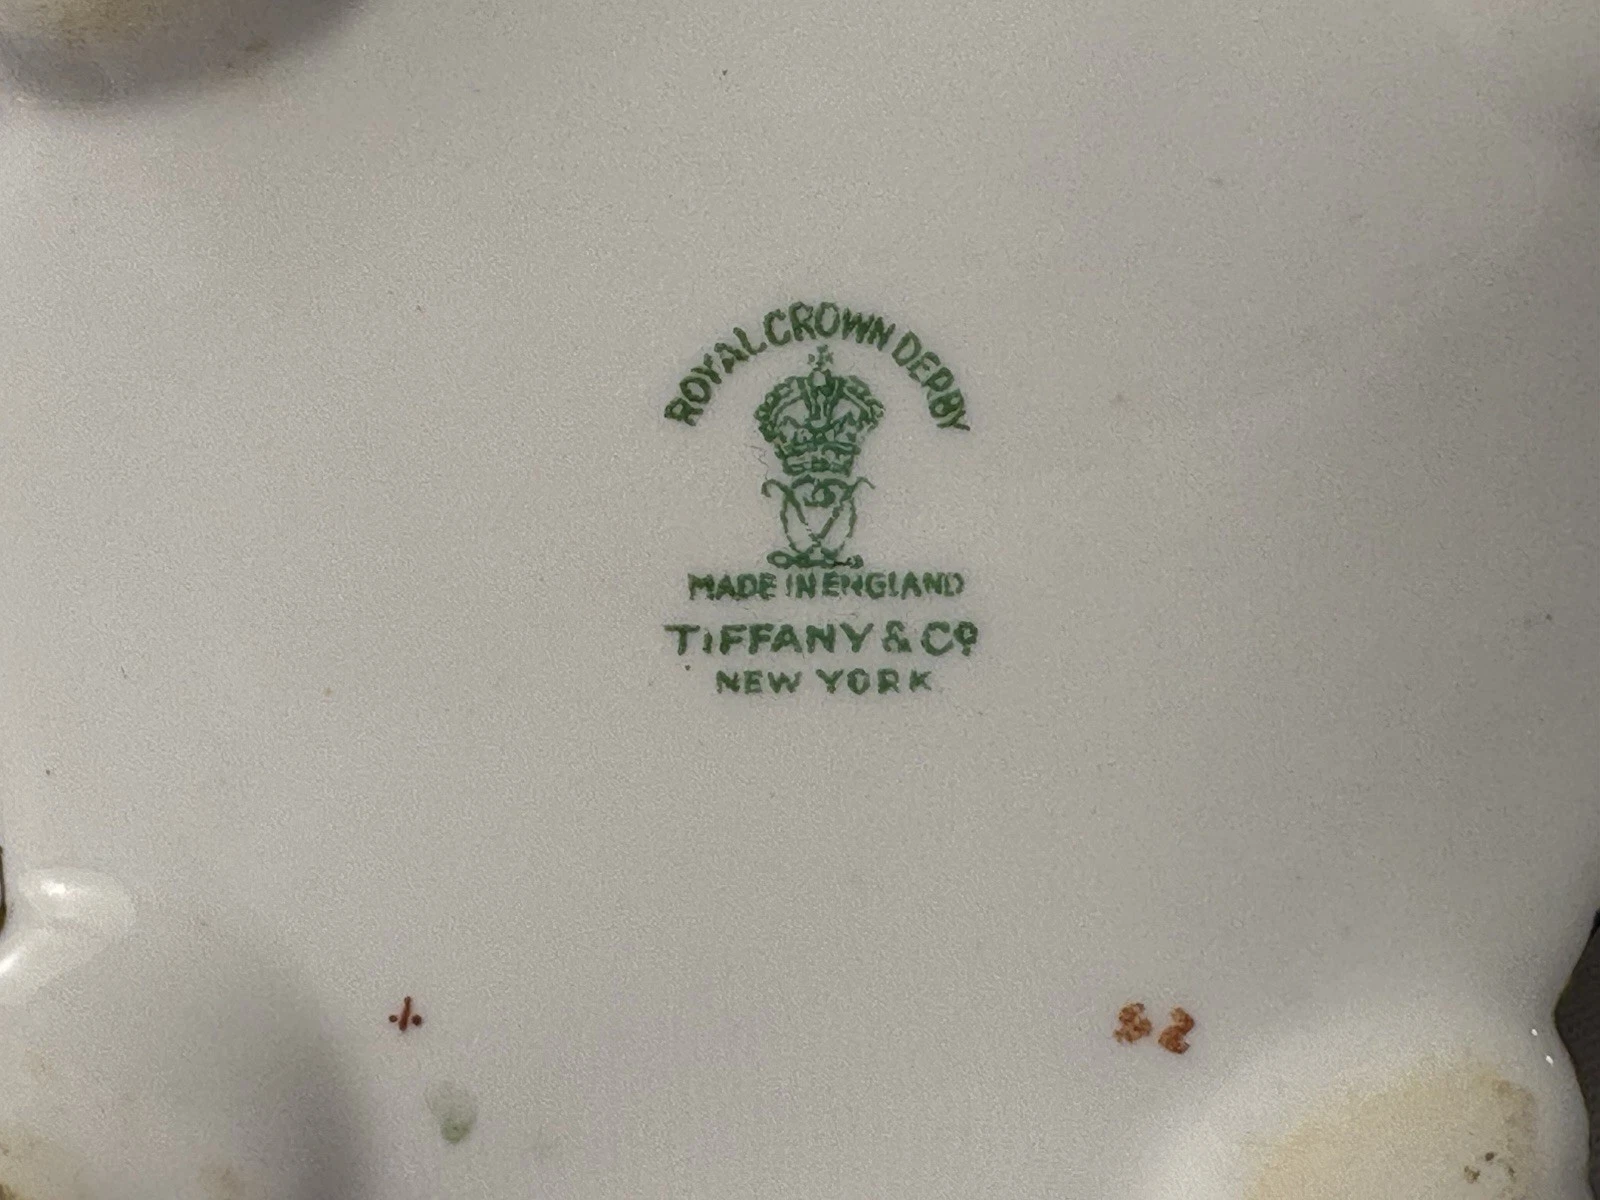 ROYAL CROWN DERBY
MADE IN ENGLAND
TIFFANY & Co
NEW YORK